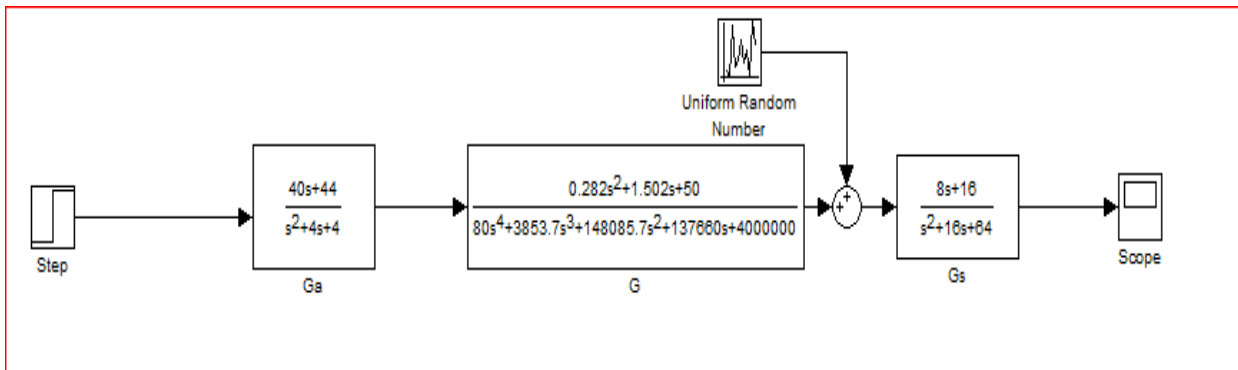 Uniform Random
Number
Step
40s+44
s²+4s+4
Ga
0.282s²+1.502s+50
80s⁴+3853.7s³+148085.7s²+137660s+4000000
G
+
+
8s+16
s²+16s+64
Gs
Scope